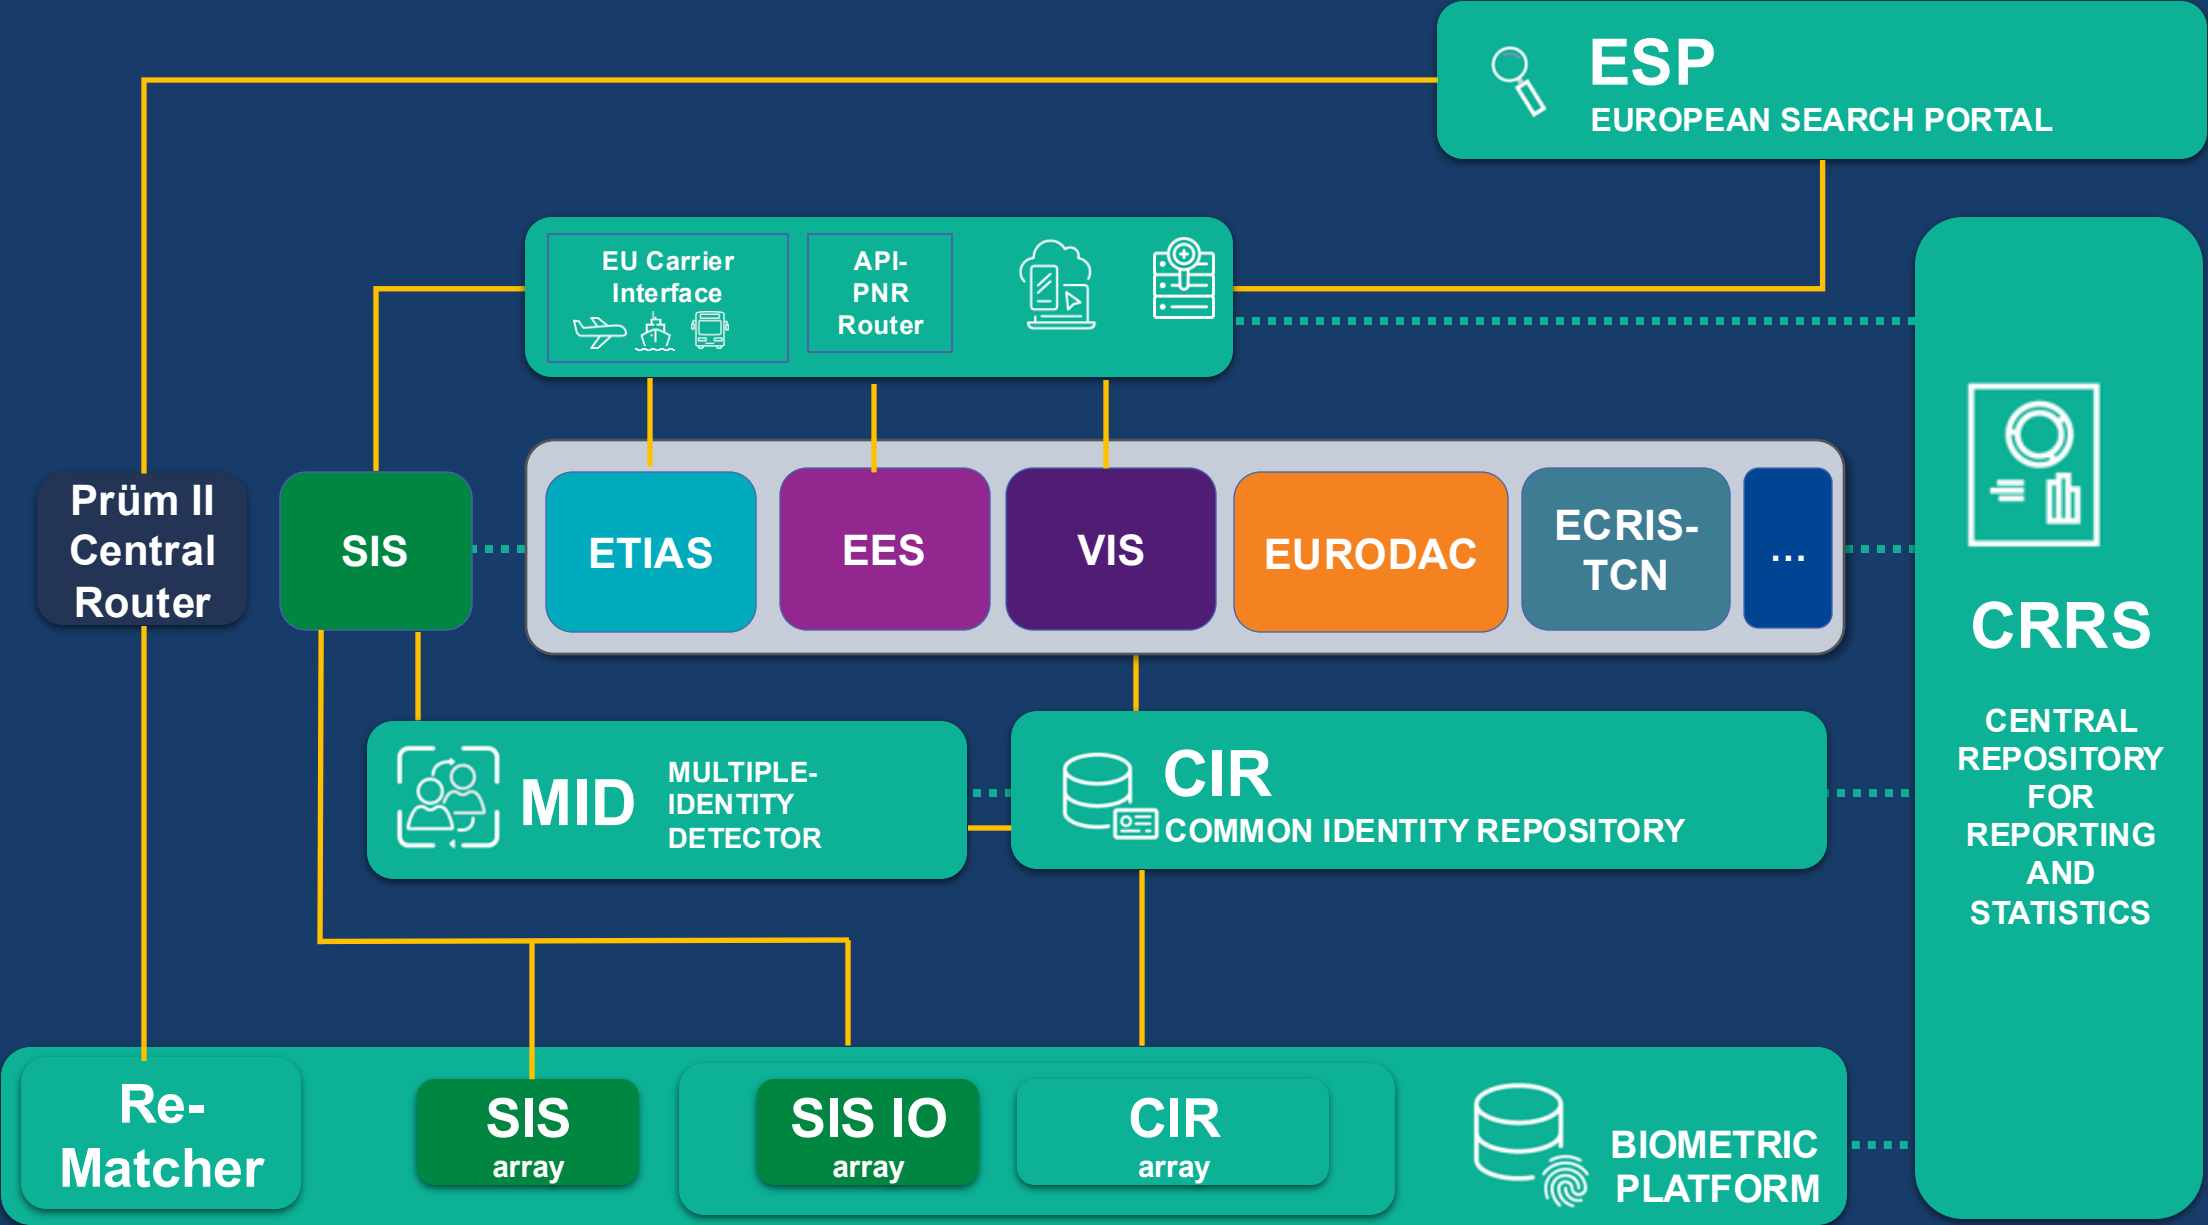 ESP
EUROPEAN SEARCH PORTAL
EU Carrier
Interface
API-
PNR
Router
Prüm II
Central
Router
SIS
ETIAS
EES
VIS
EURODAC
ECRIS-
TCN
...
CRRS
CENTRAL
REPOSITORY
FOR
REPORTING
AND
STATISTICS
MID
MULTIPLE-
IDENTITY
DETECTOR
CIR
COMMON IDENTITY REPOSITORY
Re-
Matcher
SIS
array
SIS IO
array
CIR
array
BIOMETRIC
PLATFORM